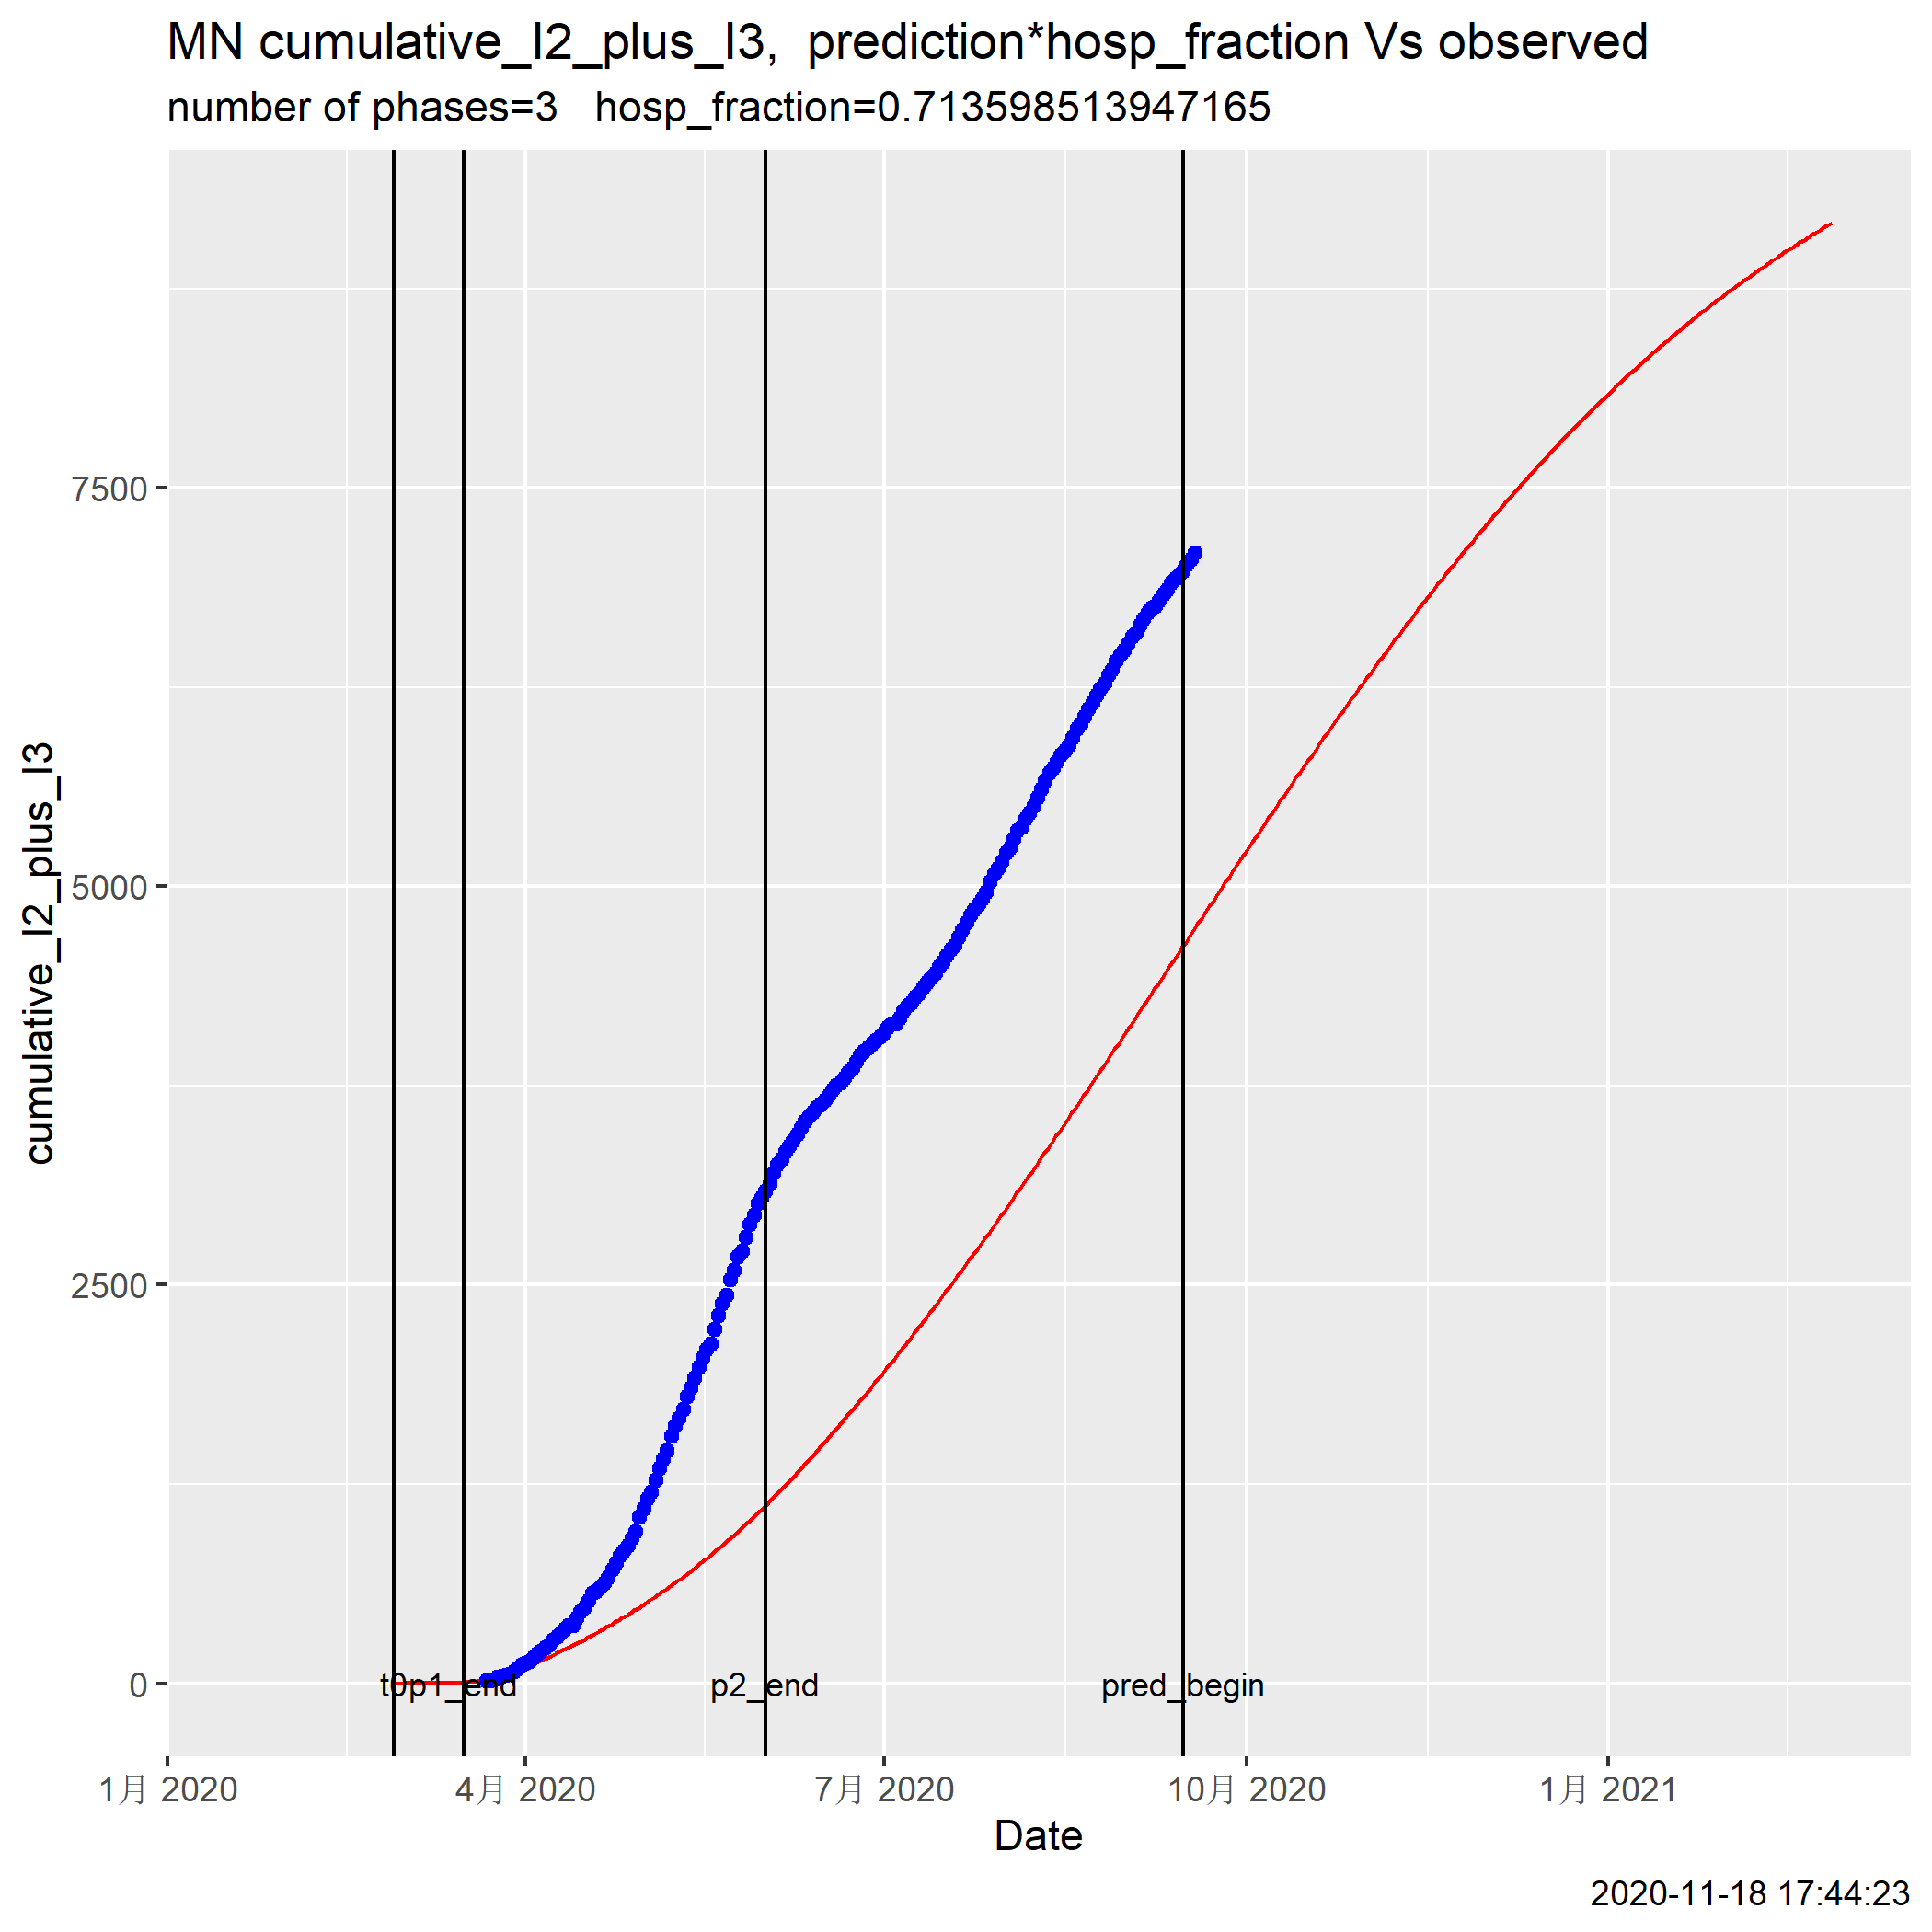 MN cumulative_I2_plus_I3,  prediction*hosp_fraction Vs observed
number of phases=3   hosp_fraction=0.713598513947165
cumulative_I2_plus_I3
7500
5000
2500
0
t0p1_end
p2_end
pred_begin
1月 2020
4月 2020
7月 2020
10月 2020
1月 2021
Date
2020-11-18 17:44:23